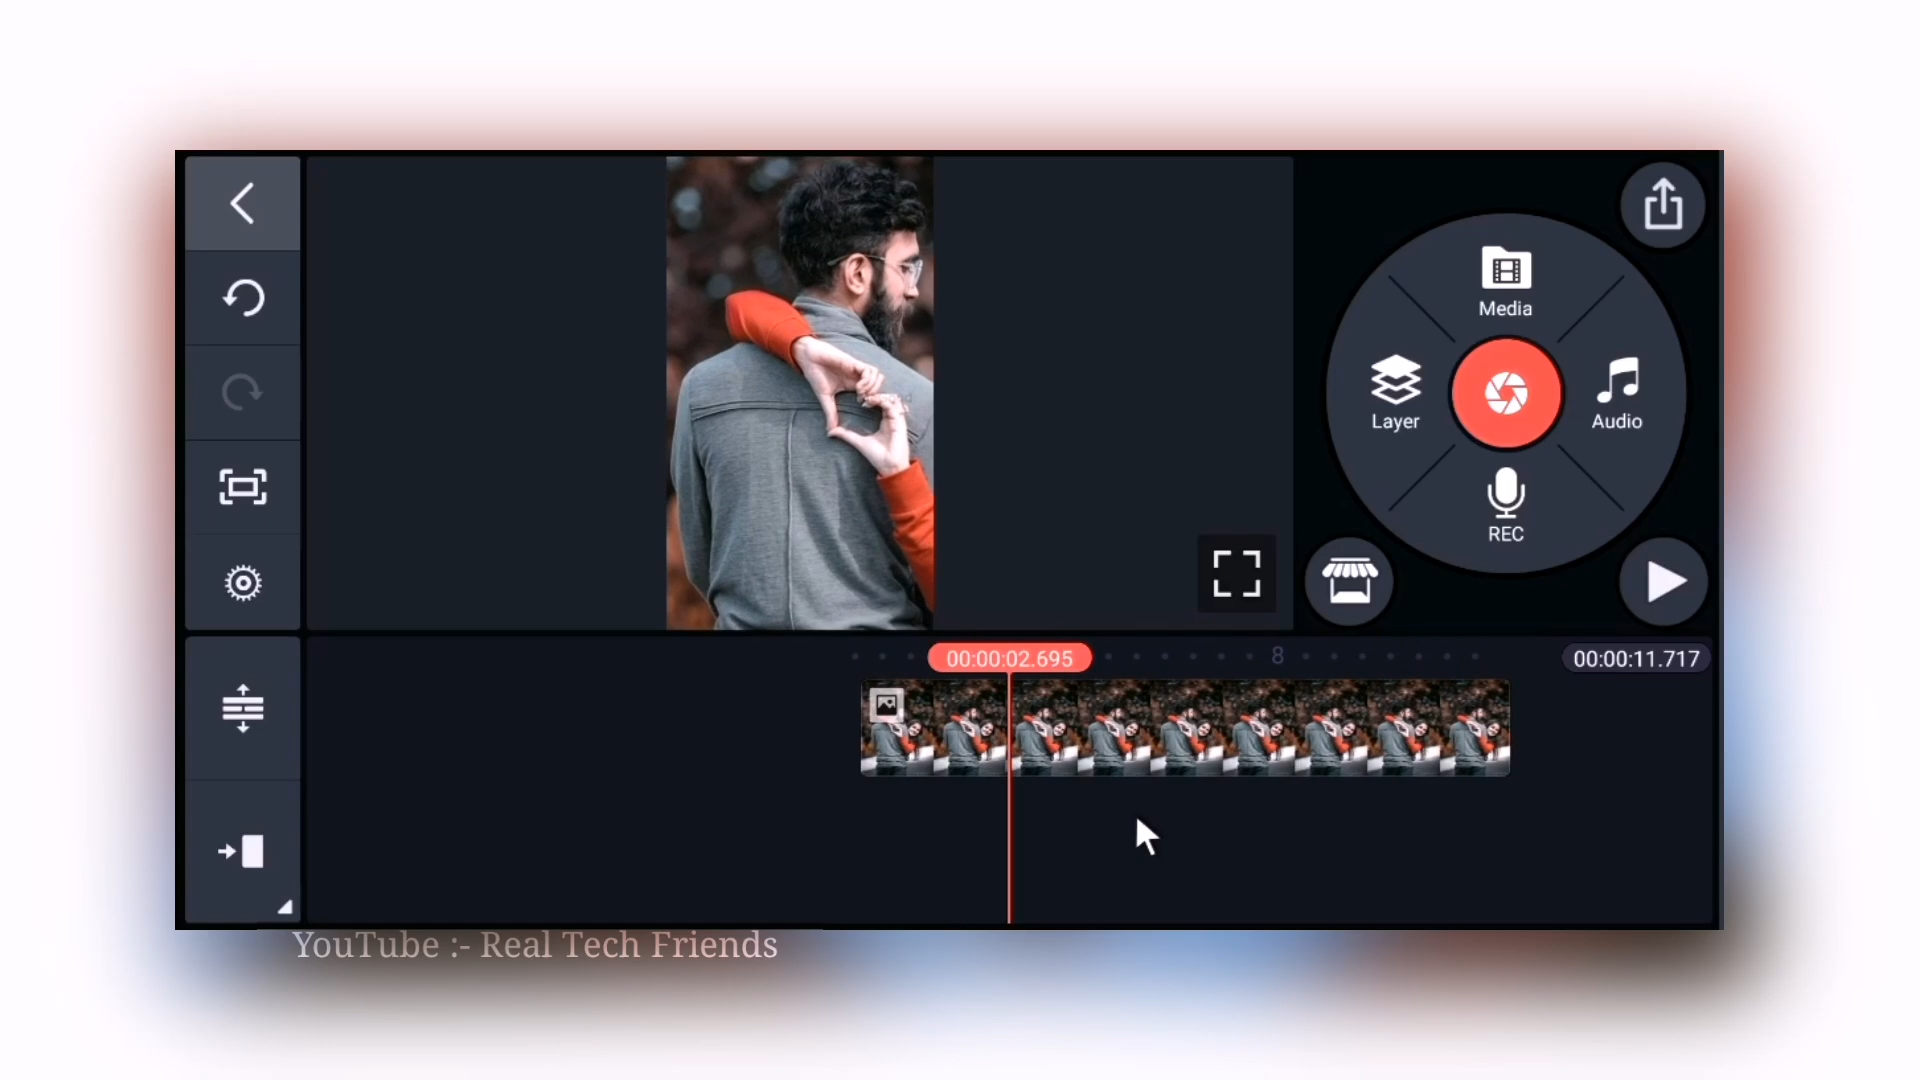 Media
Layer
Audio
REC
00:00:02.695
8
00:00:11.717
YouTube :- Real Tech Friends